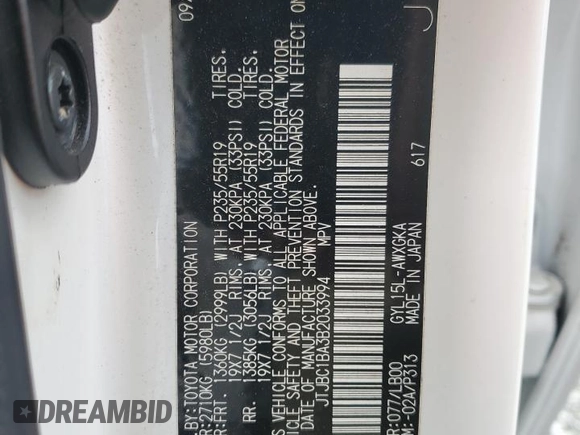 09/
BY:TOYOTA MOTOR CORPORATION
R:2710KG (5980LB)
R:FRT. 1360KG (2999LB) WITH P235/55R19 TIRES.
19X7 1/2J RIMS, AT 230KPA (33PSI) COLD.
RR. 1385KG (3056LB) WITH P235/55R19 TIRES.
19X7 1/2J RIMS, AT 230KPA (33PSI) COLD.
S VEHICLE CONFORMS TO ALL APPLICABLE FEDERAL MOTOR
ICLE SAFETY AND THEFT PREVENTION STANDARDS IN EFFECT ON
DATE OF MANUFACTURE SHOWN ABOVE.
JTJBC1BA3B2033994 MPV
J
R:077/LB00 GYL15L-AWXGKA 617
M:-02A/P313 MADE IN JAPAN
AUTOBIDMASTER